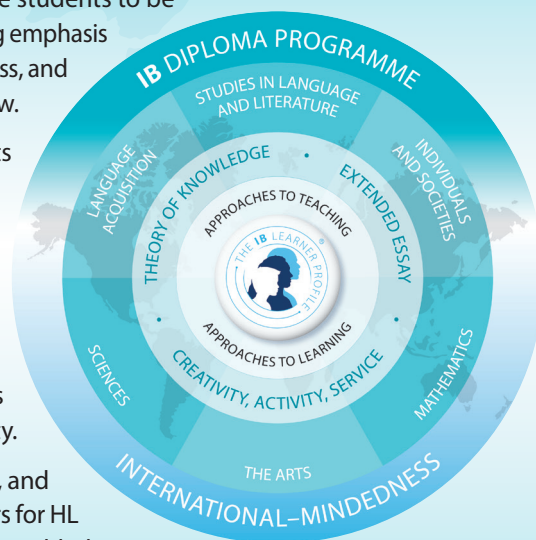 e students to be
g emphasis
ss, and
w.
ts
s
ty.
, and
rs for HL
IB DIPLOMA PROGRAMME
STUDIES IN LANGUAGE
AND LITERATURE
LANGUAGE
ACQUISITION
INDIVIDUALS
AND SOCIETIES
THEORY OF KNOWLEDGE
EXTENDED ESSAY
APPROACHES TO TEACHING
THE IB LEARNER PROFILE
APPROACHES TO LEARNING
CREATIVITY, ACTIVITY, SERVICE
SCIENCES
MATHEMATICS
THE ARTS
INTERNATIONAL–MINDEDNESS